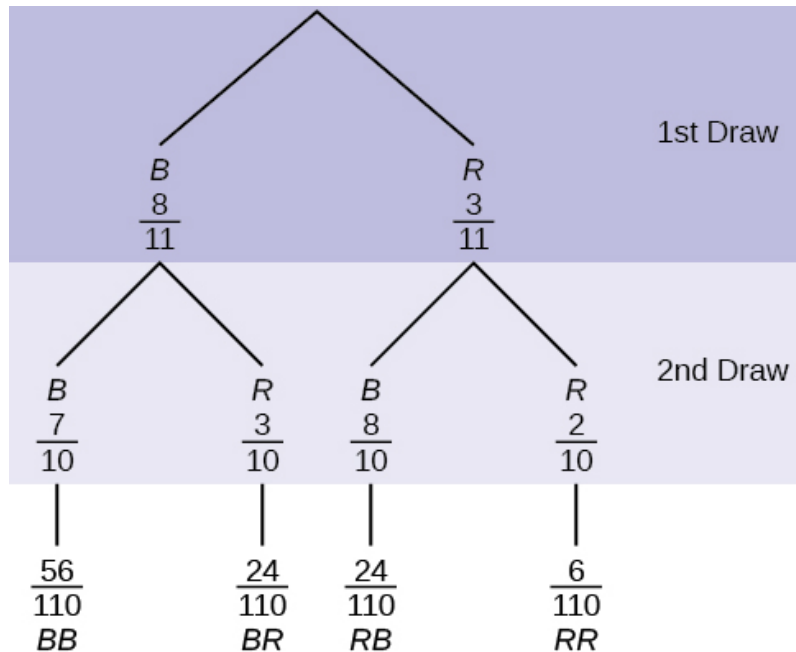 1st Draw
B R
8/11 3/11
2nd Draw
B R B R
7/10 3/10 8/10 2/10
56/110 24/110 24/110 6/110
BB BR RB RR